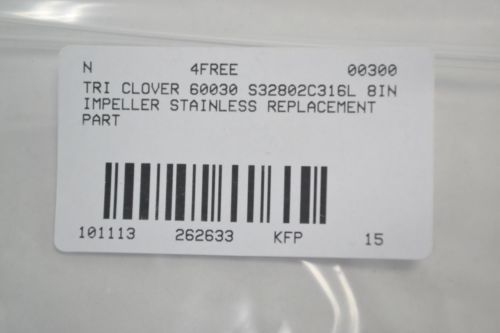 N 4FREE 00300
TRI CLOVER 60030 S32802C316L 8IN
IMPELLER STAINLESS REPLACEMENT
PART
101113 262633 KFP 15